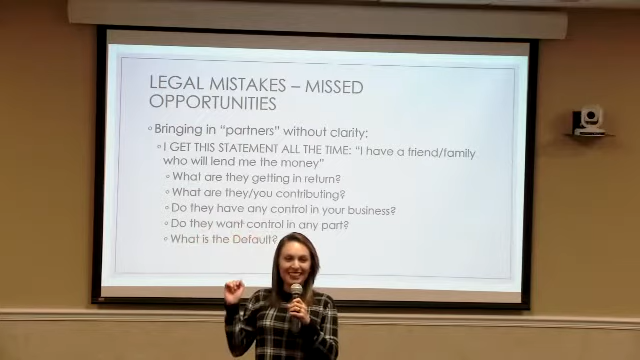 LEGAL MISTAKES – MISSED
OPPORTUNITIES
Bringing in “partners” without clarity:
I GET THIS STATEMENT ALL THE TIME: “I have a friend/family
who will lend me the money”
What are they getting in return?
What are they/you contributing?
Do they have any control in your business?
Do they want control in any part?
What is the Default?